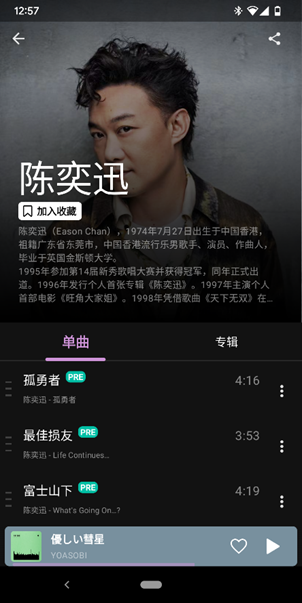 12:57
陈奕迅
加入收藏
陈奕迅（Eason Chan），1974年7月27日出生于中国香港，
祖籍广东省东莞市，中国香港流行乐男歌手、演员、作曲人，
毕业于英国金斯顿大学。
1995年参加第14届新秀歌唱大赛并获得冠军，同年正式出
道。1996年发行个人首张专辑《陈奕迅》。1997年主演个人
首部电影《旺角大家姐》。1998年凭借歌曲《天下无双》在...
单曲 专辑
孤勇者 PRE 4:16
陈奕迅 - 孤勇者
最佳损友 PRE 3:53
陈奕迅 - Life Continues...
富士山下 PRE 4:19
陈奕迅 - What's Going On..?
優しい彗星
YOASOBI